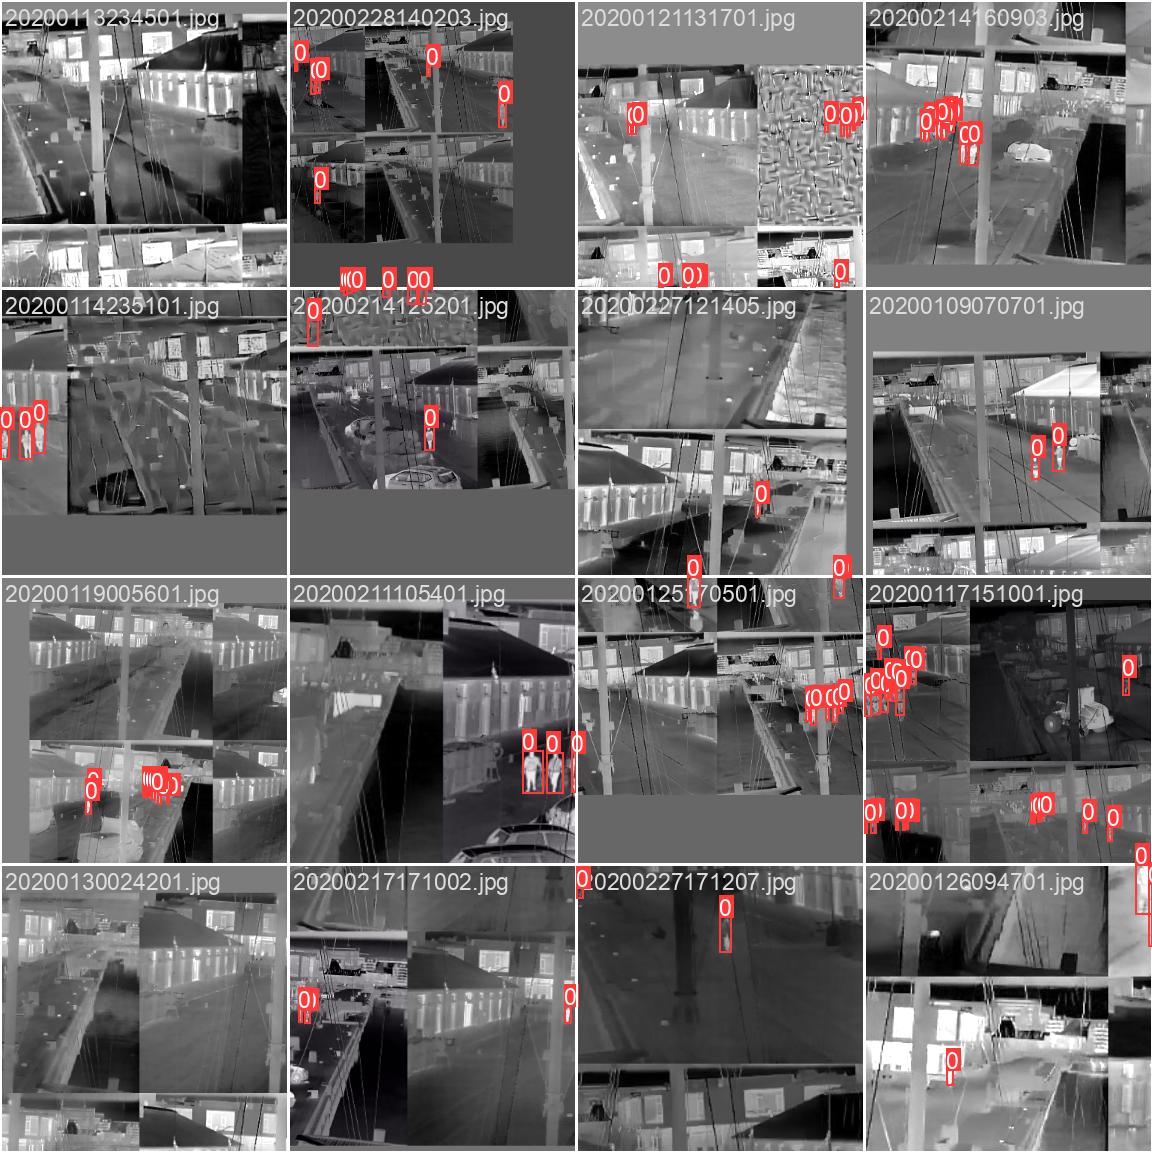 20200113234501.jpg
20200228140203.jpg
20200121131701.jpg
20200214160903.jpg
20200114235101.jpg
20200214125201.jpg
20200227121405.jpg
20200109070701.jpg
20200119005601.jpg
20200211105401.jpg
20200125170501.jpg
20200117151001.jpg
20200130024201.jpg
20200217171002.jpg
20200227171207.jpg
20200126094701.jpg